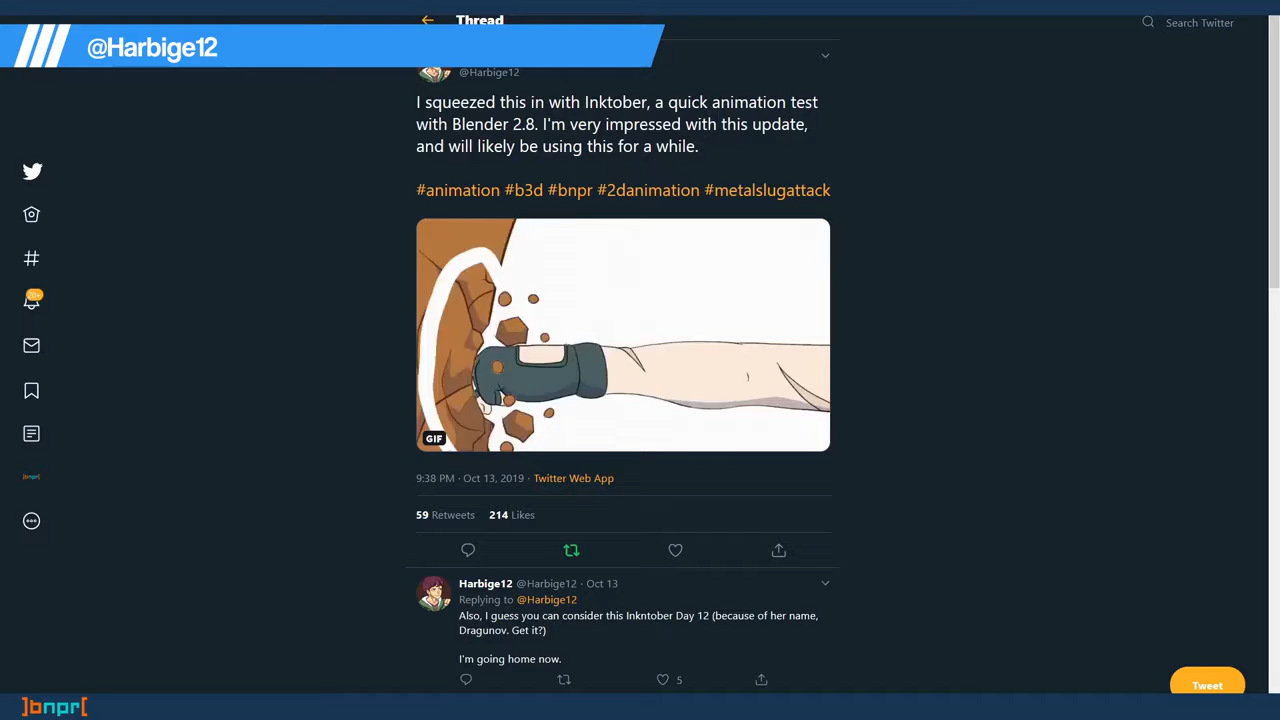 Thread
Search Twitter
@Harbige12
@Harbige12
I squeezed this in with Inktober, a quick animation test
with Blender 2.8. I'm very impressed with this update,
and will likely be using this for a while.
#animation #b3d #bnpr #2danimation #metalslugattack
20+
GIF
9:38 PM · Oct 13, 2019 · Twitter Web App
59 Retweets 214 Likes
Harbige12 @Harbige12 · Oct 13
Replying to @Harbige12
Also, I guess you can consider this Inkntober Day 12 (because of her name,
Dragunov. Get it?)
I'm going home now.
5
Tweet
]bnpr[
]bnpr[